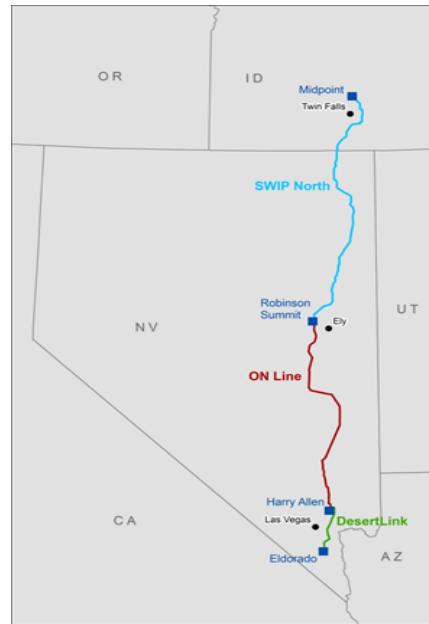 OR
ID
Midpoint
Twin Falls
SWIP North
Robinson
Summit
Ely
UT
NV
ON Line
Harry Allen
Las Vegas
DesertLink
CA
Eldorado
AZ